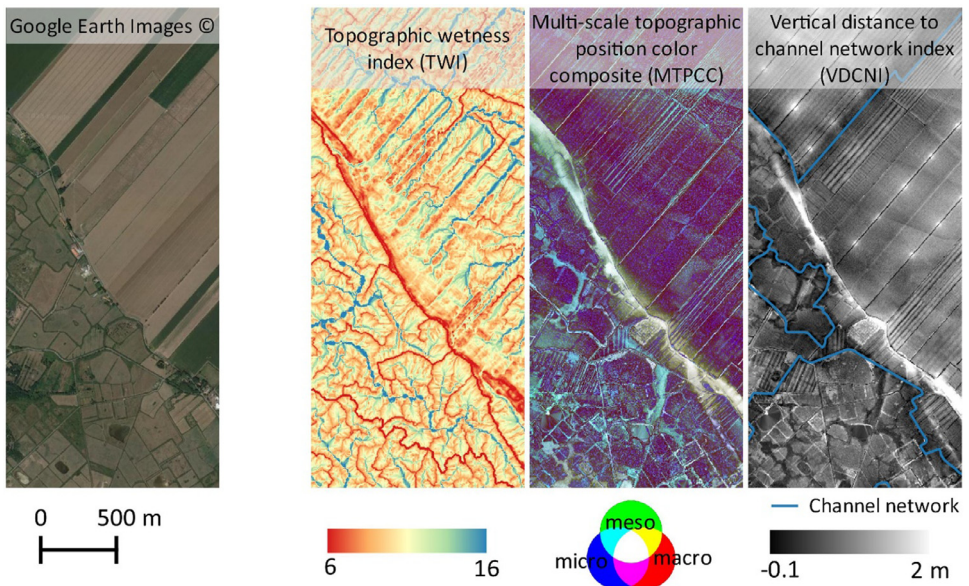 Google Earth Images ©
Topographic wetness
index (TWI)
Multi-scale topographic
position color
composite (MTPCC)
Vertical distance to
channel network index
(VDCNI)
0 500 m
6 16
meso
micro macro
Channel network
-0.1 2 m